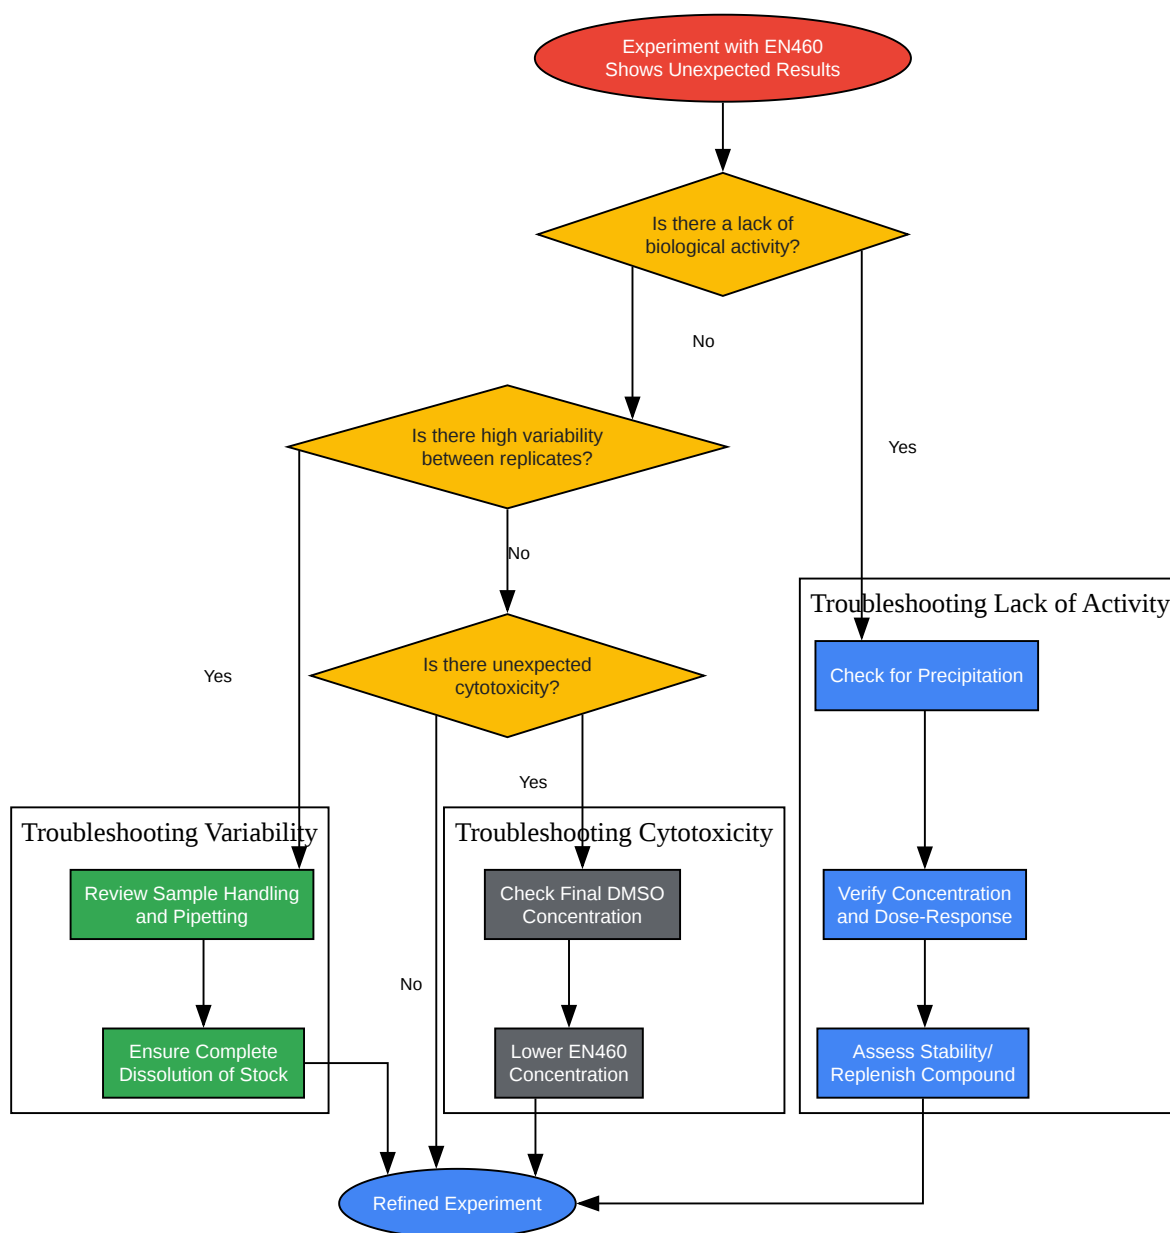 Experiment with EN460
Shows Unexpected Results
Is there a lack of
biological activity?
No
Is there high variability
between replicates?
Yes
No
Troubleshooting Lack of Activity
Is there unexpected
cytotoxicity?
Yes
Check for Precipitation
Yes
Troubleshooting Variability
Troubleshooting Cytotoxicity
Review Sample Handling
and Pipetting
Check Final DMSO
Concentration
Verify Concentration
and Dose-Response
No
Ensure Complete
Dissolution of Stock
Lower EN460
Concentration
Assess Stability/
Replenish Compound
Refined Experiment